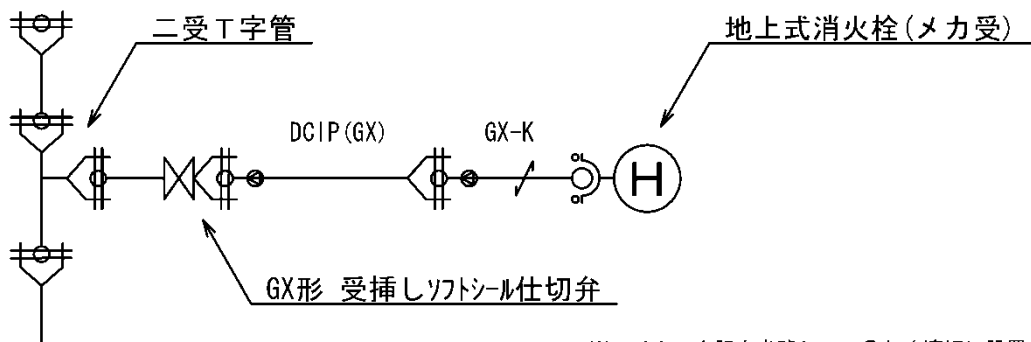 二受T字管
地上式消火栓(メカ受)
DCIP(GX)
GX-K
H
GX形 受挿しソフトシール仕切弁